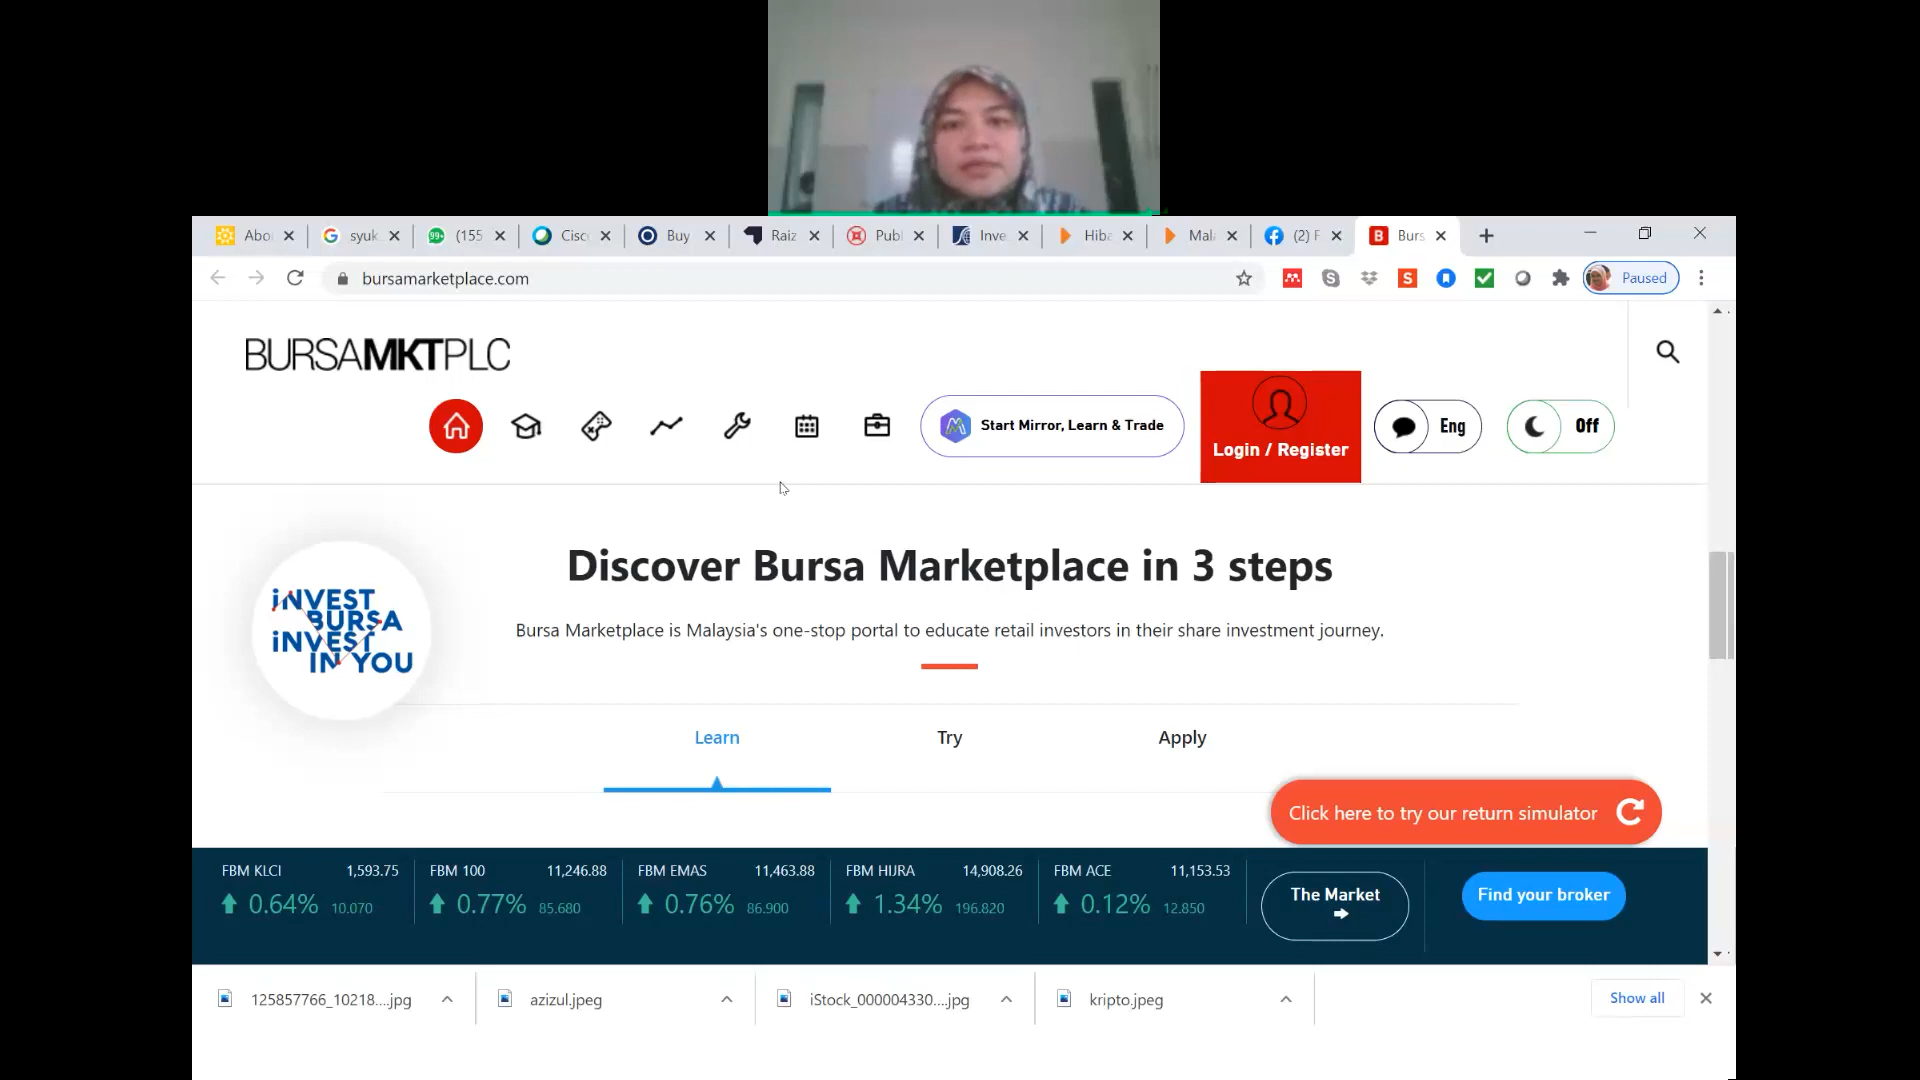 Abo
syuk
99+ (155
Cisc
Buy
Raiz
Publ
Inve
Hiba
Mala
(2) F
B Burs
bursamarketplace.com
S
S
Paused
BURSAMKTPLC
Start Mirror, Learn & Trade
Login / Register
Eng
Off
Discover Bursa Marketplace in 3 steps
INVEST
BURSA
INVEST
IN YOU
Bursa Marketplace is Malaysia's one-stop portal to educate retail investors in their share investment journey.
Learn
Try
Apply
Click here to try our return simulator
FBM KLCI 1,593.75
0.64% 10.070
FBM 100 11,246.88
0.77% 85.680
FBM EMAS 11,463.88
0.76% 86.900
FBM HIJRA 14,908.26
1.34% 196.820
FBM ACE 11,153.53
0.12% 12.850
The Market
Find your broker
125857766_10218....jpg
azizul.jpeg
iStock_000004330....jpg
kripto.jpeg
Show all